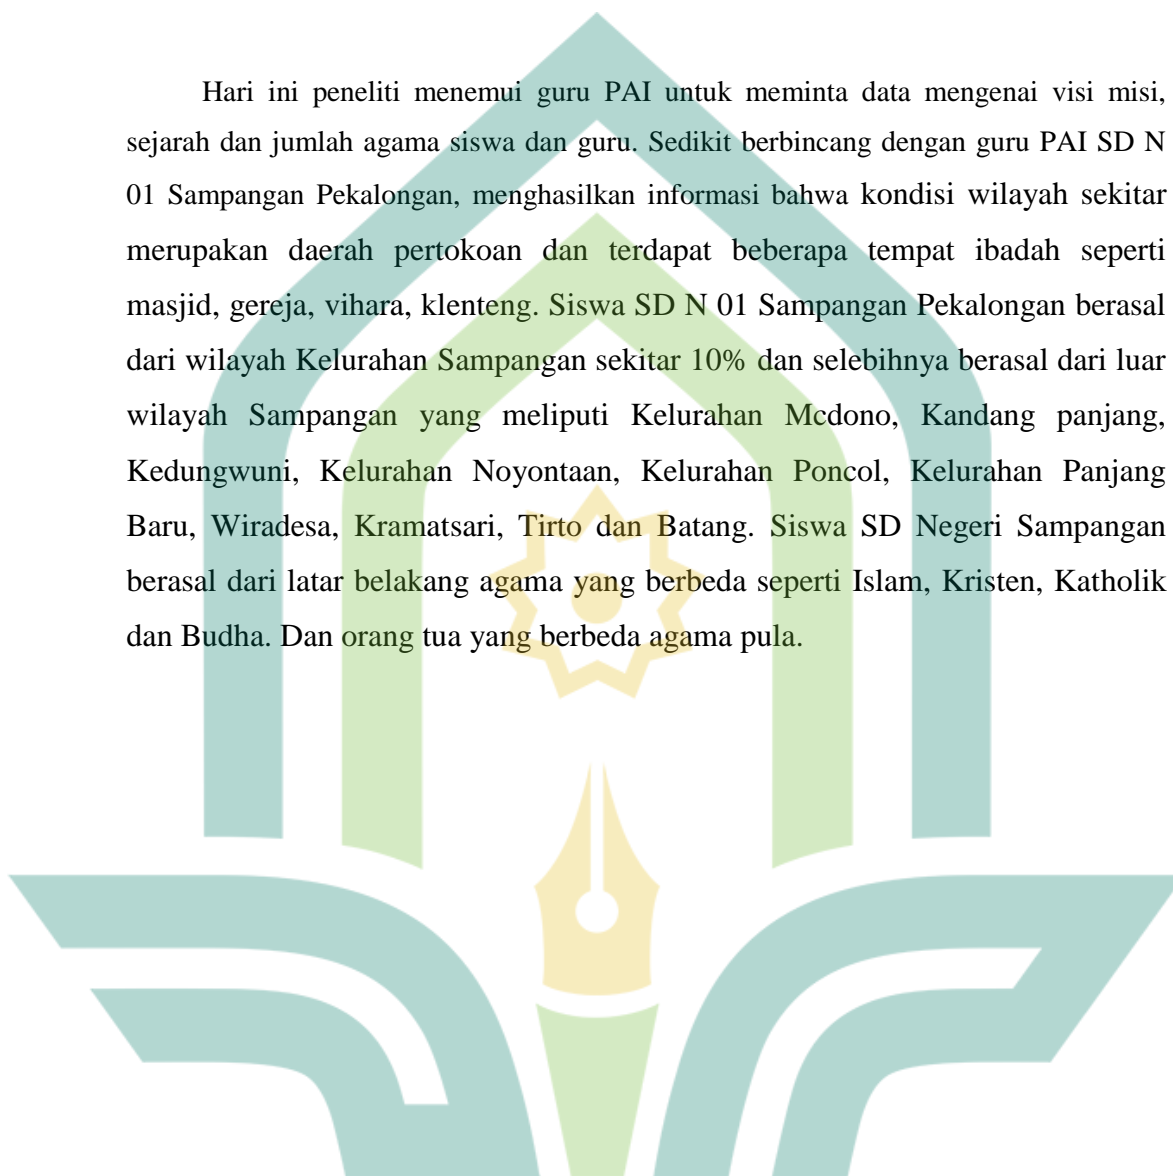 Hari ini peneliti menemui guru PAI untuk meminta data mengenai visi misi,
sejarah dan jumlah agama siswa dan guru. Sedikit berbincang dengan guru PAI SD N
01 Sampangan Pekalongan, menghasilkan informasi bahwa kondisi wilayah sekitar
merupakan daerah pertokoan dan terdapat beberapa tempat ibadah seperti
masjid, gereja, vihara, klenteng. Siswa SD N 01 Sampangan Pekalongan berasal
dari wilayah Kelurahan Sampangan sekitar 10% dan selebihnya berasal dari luar
wilayah Sampangan yang meliputi Kelurahan Mcdono, Kandang panjang,
Kedungwuni, Kelurahan Noyontaan, Kelurahan Poncol, Kelurahan Panjang
Baru, Wiradesa, Kramatsari, Tirto dan Batang. Siswa SD Negeri Sampangan
berasal dari latar belakang agama yang berbeda seperti Islam, Kristen, Katholik
dan Budha. Dan orang tua yang berbeda agama pula.